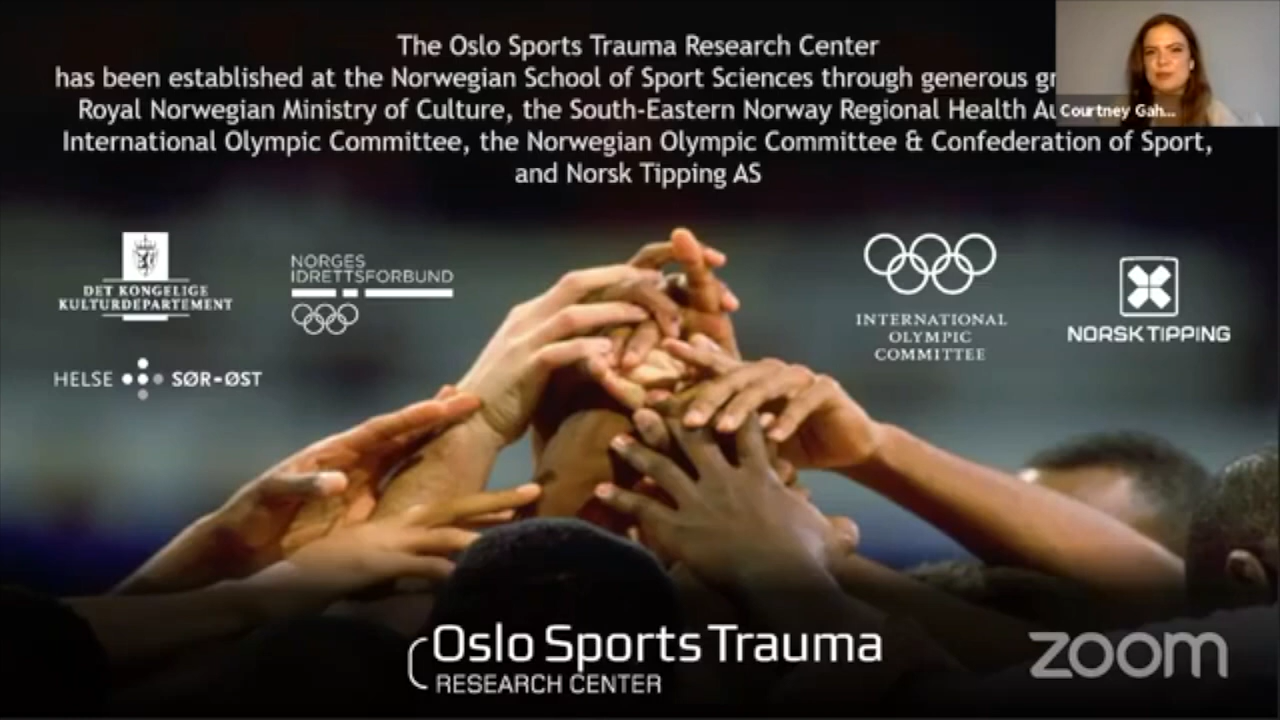 The Oslo Sports Trauma Research Center
has been established at the Norwegian School of Sport Sciences through generous
Royal Norwegian Ministry of Culture, the South-Eastern Norway Regional Health
International Olympic Committee, the Norwegian Olympic Committee & Confederation of Sport,
and Norsk Tipping AS
Courtney Gah...
DET KONGELIGE
KULTURDEPARTEMENT
NORGES
IDRETTSFORBUND
INTERNATIONAL
OLYMPIC
COMMITTEE
NORSK TIPPING
HELSE SØR-ØST
Oslo Sports Trauma
RESEARCH CENTER
zoom